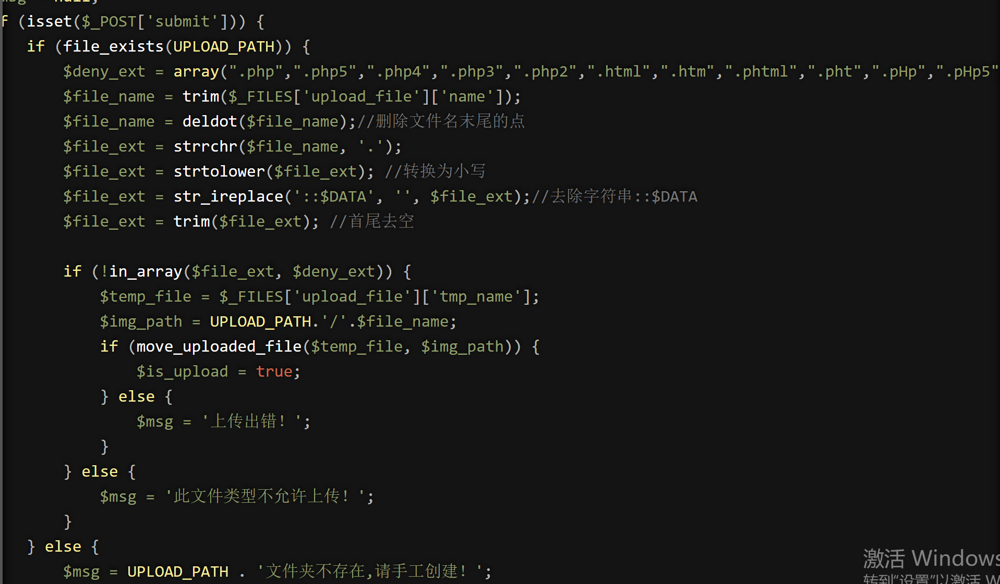 msg = null;
f (isset($_POST['submit'])) {
if (file_exists(UPLOAD_PATH)) {
$deny_ext = array(".php",".php5",".php4",".php3",".php2",".html",".htm",".phtml",".pht",".pHp",".pHp5"
$file_name = trim($_FILES['upload_file']['name']);
$file_name = deldot($file_name);//删除文件名末尾的点
$file_ext = strrchr($file_name, '.');
$file_ext = strtolower($file_ext); //转换为小写
$file_ext = str_ireplace('::$DATA', '', $file_ext);//去除字符串::$DATA
$file_ext = trim($file_ext); //首尾去空
if (!in_array($file_ext, $deny_ext)) {
$temp_file = $_FILES['upload_file']['tmp_name'];
$img_path = UPLOAD_PATH.'/'.$file_name;
if (move_uploaded_file($temp_file, $img_path)) {
$is_upload = true;
} else {
$msg = '上传出错！';
}
} else {
$msg = '此文件类型不允许上传！';
}
} else {
$msg = UPLOAD_PATH . '文件夹不存在,请手工创建！';
激活 Windows
转到“设置”以激活 W